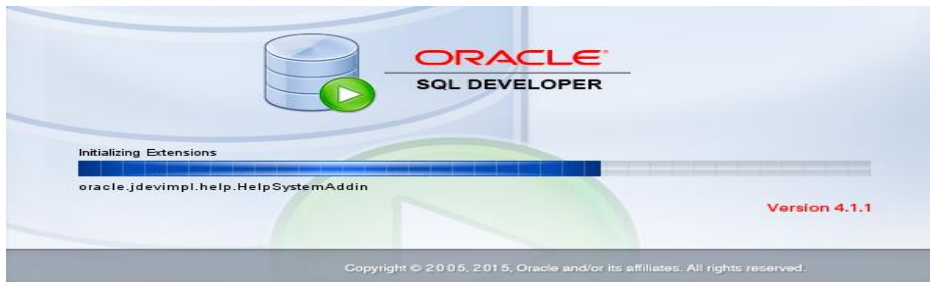 ORACLE®
SQL DEVELOPER
Initializing Extensions
oracle.jdevimpl.help.HelpSystemAddin
Version 4.1.1
Copyright © 2005, 2015, Oracle and/or its affiliates. All rights reserved.